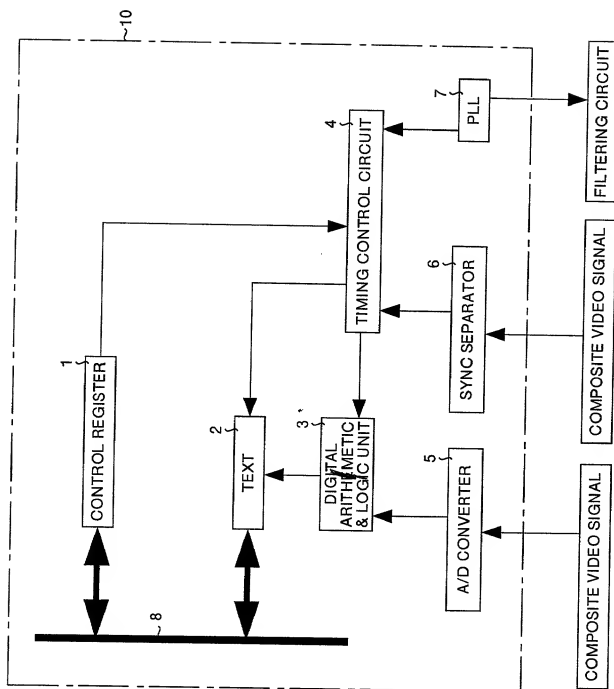 10
1
CONTROL REGISTER
2
TEXT
3
DIGITAL
ARITHEMETIC
& LOGIC UNIT
4
TIMING CONTROL CIRCUIT
5
A/D CONVERTER
6
SYNC SEPARATOR
7
PLL
8
COMPOSITE VIDEO SIGNAL
COMPOSITE VIDEO SIGNAL
FILTERING CIRCUIT